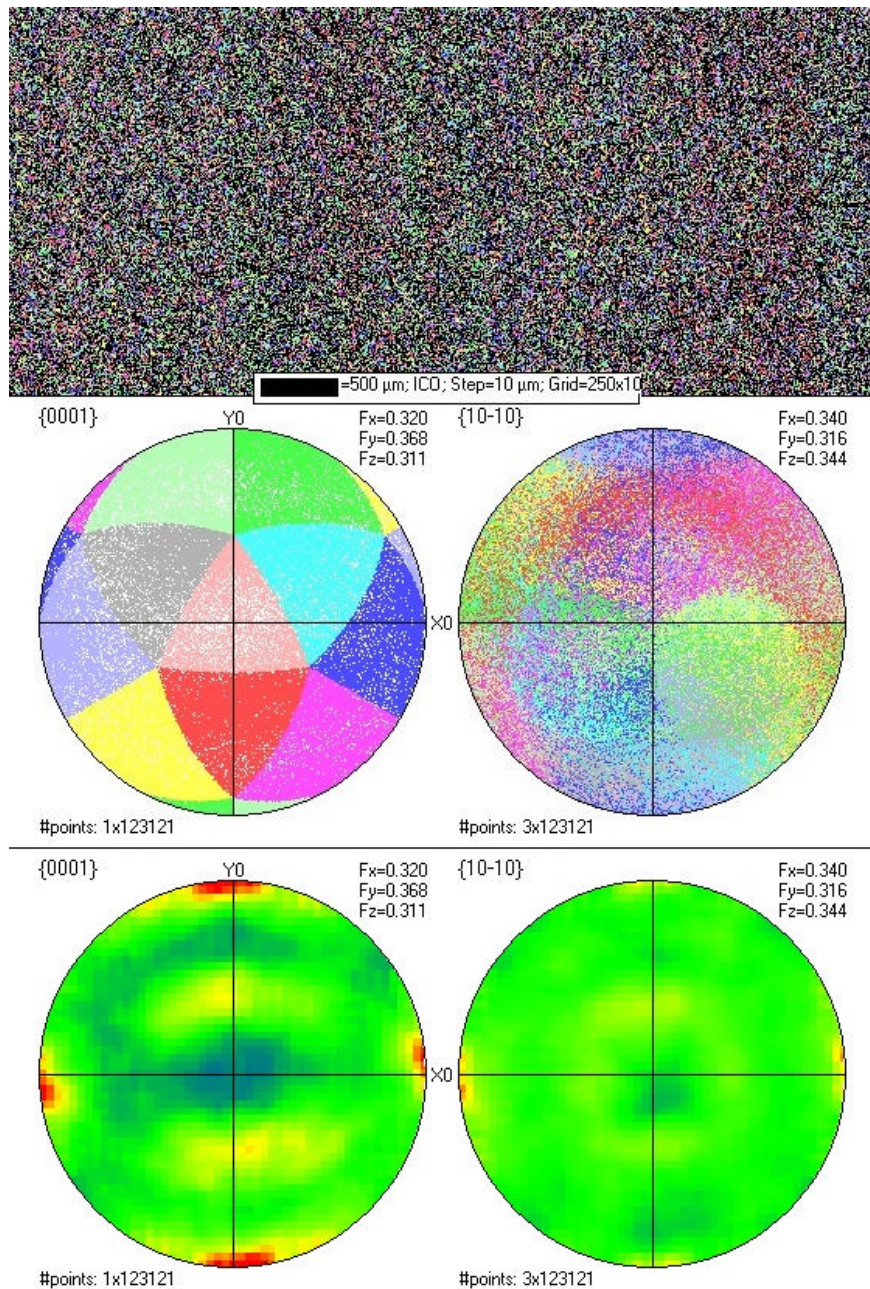 =500 µm; ICO; Step=10 µm; Grid=250x10
{0001} Y0 Fx=0.320 {10-10} Fx=0.340
Fy=0.368 Fy=0.316
Fz=0.311 Fz=0.344
X0
#points: 1x123121 #points: 3x123121
{0001} Y0 Fx=0.320 {10-10} Fx=0.340
Fy=0.368 Fy=0.316
Fz=0.311 Fz=0.344
X0
#points: 1x123121 #points: 3x123121